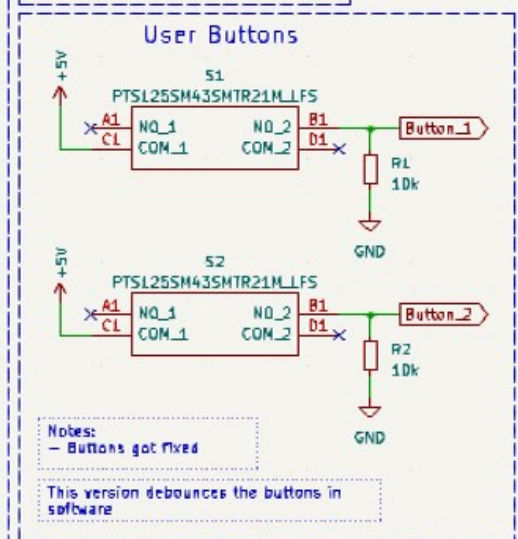 User Buttons
+5V
S1
PTS125SM43SMTR21M_LFS
A1 NO_1 NO_2 B1
C1 COM_1 COM_2 D1
Button_1
R1
10k
GND
+5V
S2
PTS125SM43SMTR21M_LFS
A1 NO_1 NO_2 B1
C1 COM_1 COM_2 D1
Button_2
R2
10k
GND
Notes:
- Buttons got fixed
This version debounces the buttons in
software